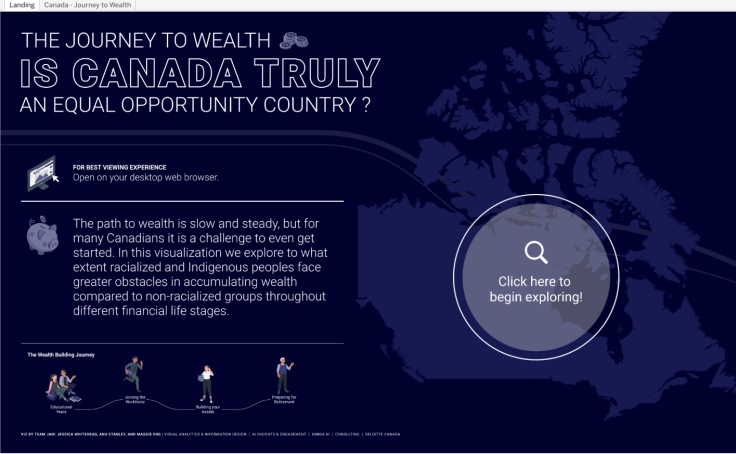 Landing Canada - Journey to Wealth
THE JOURNEY TO WEALTH
IS CANADA TRULY
AN EQUAL OPPORTUNITY COUNTRY ?
FOR BEST VIEWING EXPERIENCE
Open on your desktop web browser.
The path to wealth is slow and steady, but for
many Canadians it is a challenge to even get
started. In this visualization we explore to what
extent racialized and Indigenous peoples face
greater obstacles in accumulating wealth
compared to non-racialized groups throughout
different financial life stages.
Click here to
begin exploring!
The Wealth Building Journey
Educational
Years
Joining the
Workforce
Building your
Assets
Preparing for
Retirement
VIZ BY TEAM JAM: JESSICA WHITEHEAD, ANG STANLEY, AND MAGGIE ENG | VISUAL ANALYTICS & INFORMATION DESIGN | AI INSIGHTS & ENGAGEMENT | OMNIA AI | CONSULTING | DELOITTE CANADA